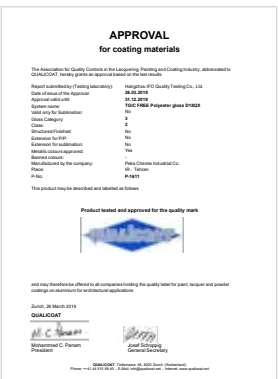 APPROVAL
for coating materials
The Association for Quality Controls in the Lacquering, Painting and Coating Industry, abbreviated to
QUALICOAT, hereby grants an approval based on the test results
Report submitted by (Testing laboratory): Hangzhou IFO Quality Testing Co., Ltd.
Date of issue of the Approval: 26.03.2019
Approval valid until: 31.12.2019
System name: TGIC FREE Polyester gloss D18QX
Valid only for Sublimation: No
Gloss Category: 3
Class: 2
Structured Finished: No
Extension for P/P: No
Extension for sublimation: No
Metallic colours approved: Yes
Banned colours: -
Manufactured by the company: Peka Chemie Industrial Co.
Place: IR - Tehran
P-No: P-1611
This product may be described and labelled as follows
Product tested and approved for the quality mark
QUALICOAT
and may therefore be offered to all companies holding the quality label for paint, lacquer and powder
coatings on aluminium for architectural applications
Zurich, 26 March 2019
QUALICOAT
Mohammed C. Panam Josef Schoppig
President General Secretary